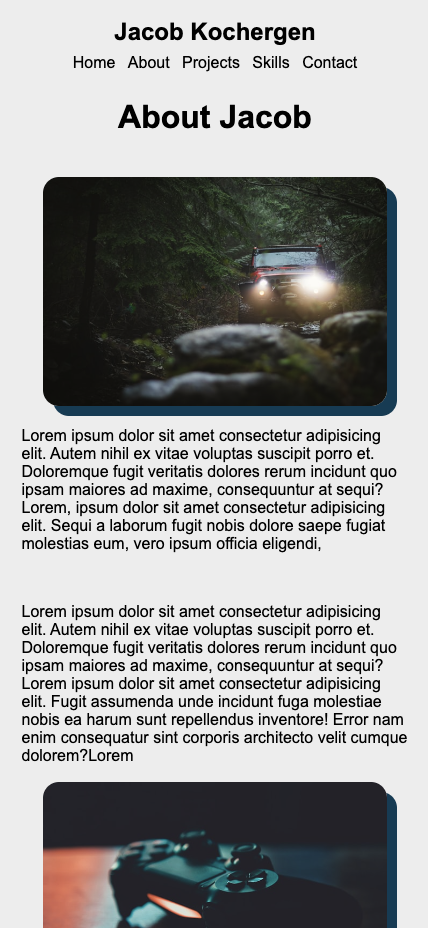 Jacob Kochergen
Home About Projects Skills Contact
About Jacob
Lorem ipsum dolor sit amet consectetur adipisicing
elit. Autem nihil ex vitae voluptas suscipit porro et.
Doloremque fugit veritatis dolores rerum incidunt quo
ipsam maiores ad maxime, consequuntur at sequi?
Lorem, ipsum dolor sit amet consectetur adipisicing
elit. Sequi a laborum fugit nobis dolore saepe fugiat
molestias eum, vero ipsum officia eligendi,
Lorem ipsum dolor sit amet consectetur adipisicing
elit. Autem nihil ex vitae voluptas suscipit porro et.
Doloremque fugit veritatis dolores rerum incidunt quo
ipsam maiores ad maxime, consequuntur at sequi?
Lorem ipsum dolor sit amet consectetur adipisicing
elit. Fugit assumenda unde incidunt fuga molestiae
nobis ea harum sunt repellendus inventore! Error nam
enim consequatur sint corporis architecto velit cumque
dolorem?Lorem